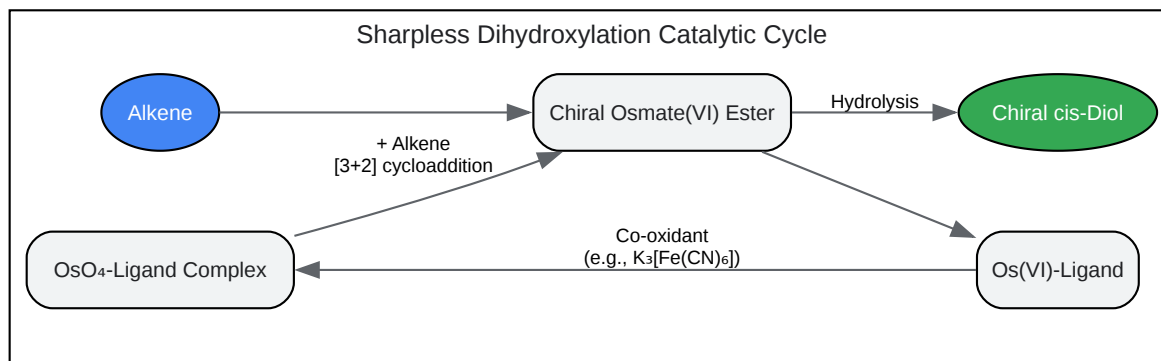 Sharpless Dihydroxylation Catalytic Cycle
Alkene
Chiral Osmate(VI) Ester
Hydrolysis
Chiral cis-Diol
+ Alkene
[3+2] cycloaddition
OsO₄-Ligand Complex
Co-oxidant
(e.g., K₃[Fe(CN)₆])
Os(VI)-Ligand